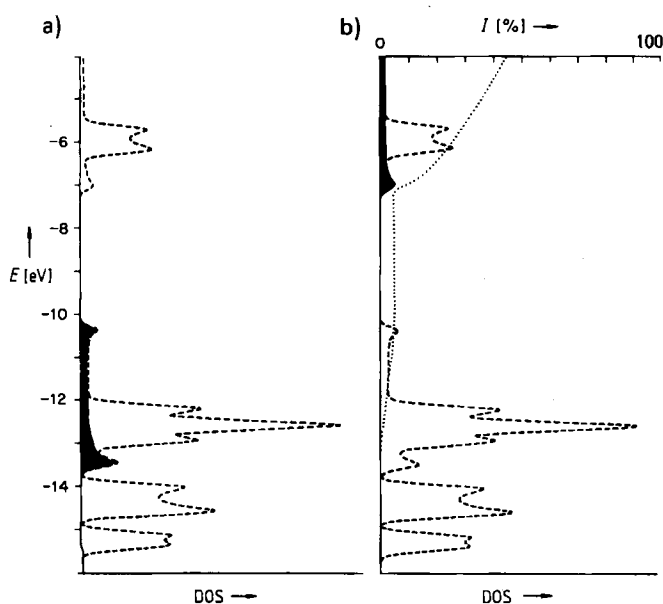 a)
b)
I [%] →
0 100
-6
-8
E [eV]
-10
-12
-14
DOS →
DOS →